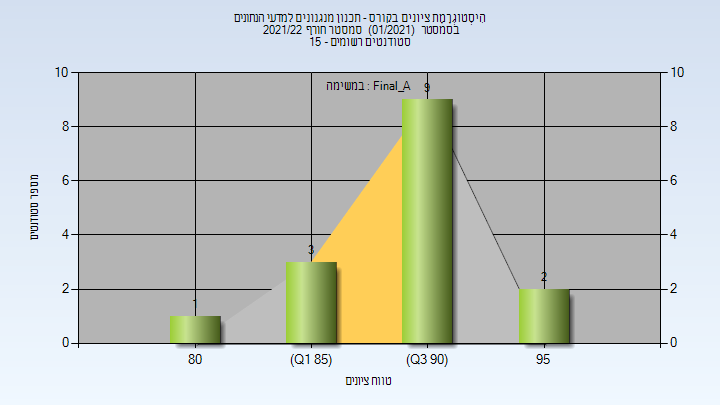 היסטוגרמת ציונים בקורס - תכנון מנגנונים למדעי הנתונים
בסמסטר (01/2021) סמסטר חורף 2021/22
סטודנטים רשומים - 15
במשימה : Final_A
10 10
8 8
6 6
4 4
2 2
0 0
9
3
2
1
מספר סטודנטים
80 (Q1 85) (Q3 90) 95
טווח ציונים